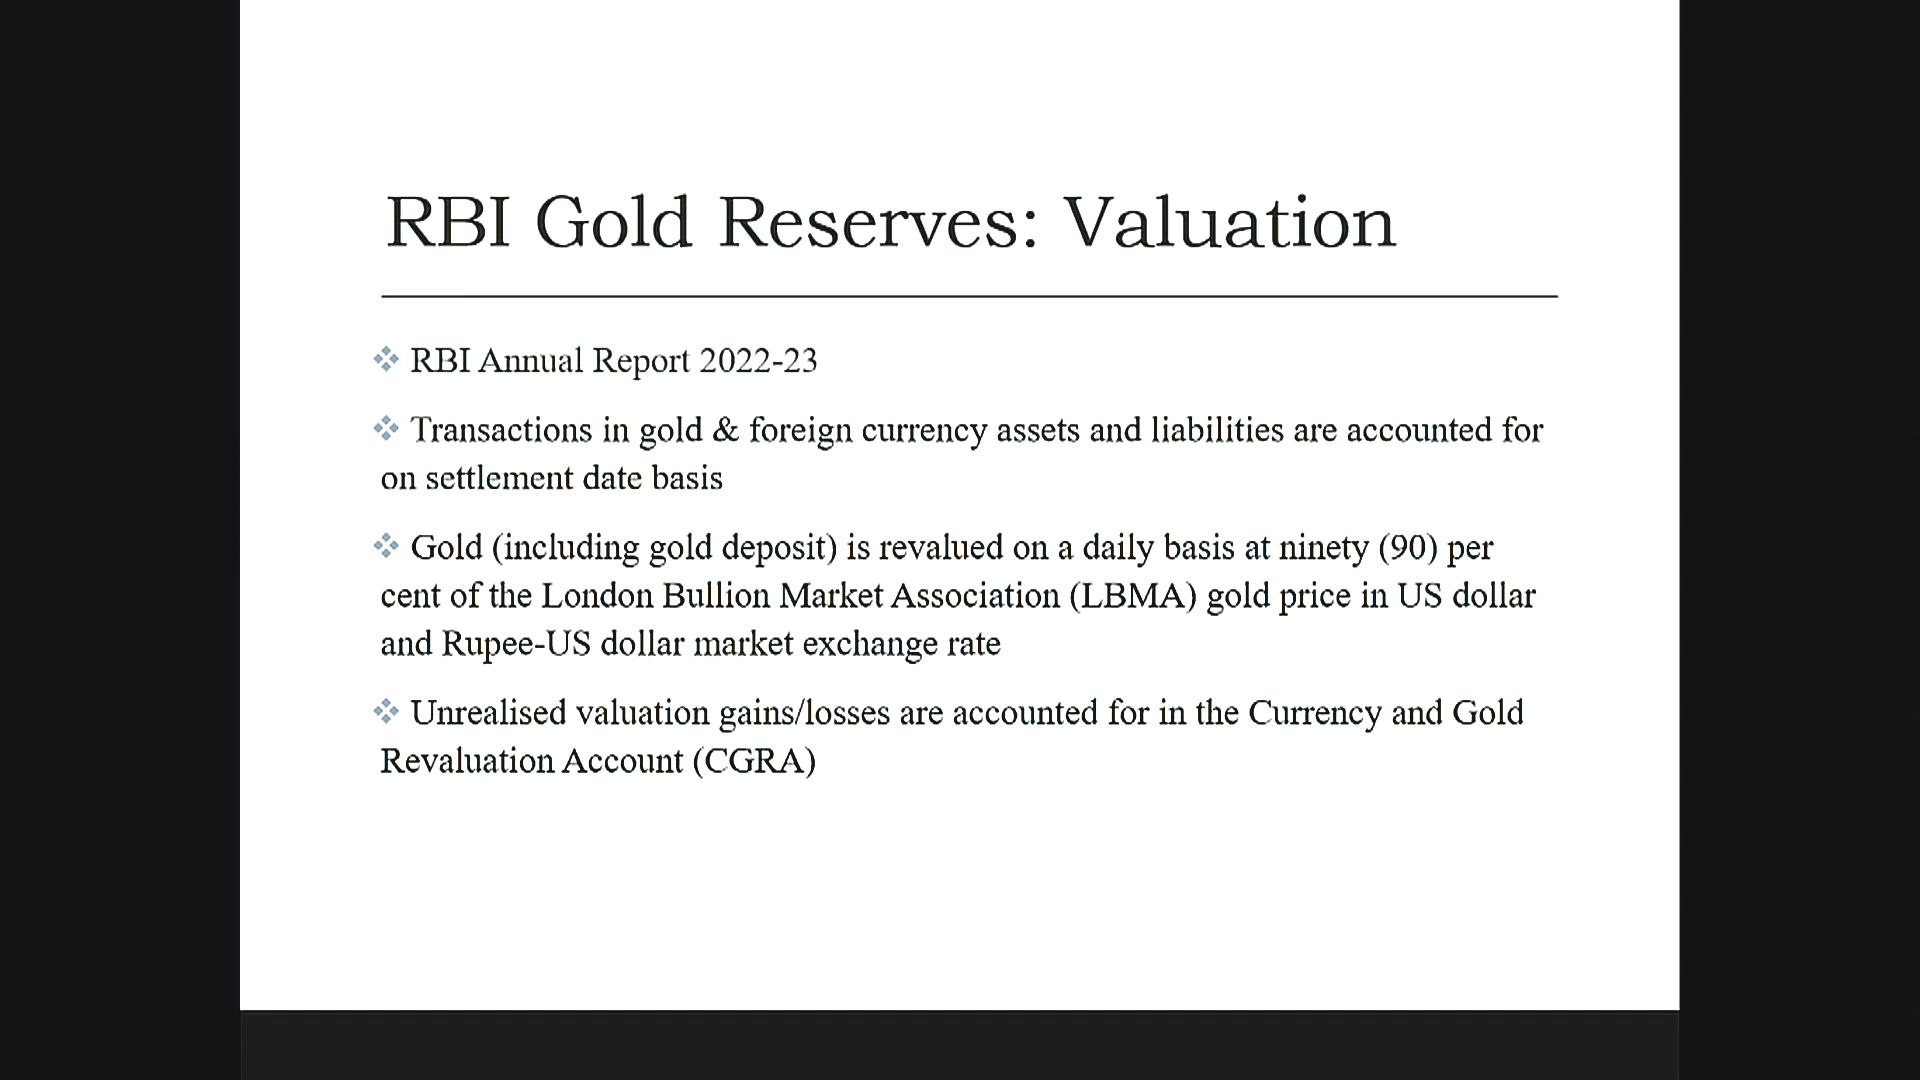 RBI Gold Reserves: Valuation
RBI Annual Report 2022-23
Transactions in gold & foreign currency assets and liabilities are accounted for
on settlement date basis
Gold (including gold deposit) is revalued on a daily basis at ninety (90) per
cent of the London Bullion Market Association (LBMA) gold price in US dollar
and Rupee-US dollar market exchange rate
Unrealised valuation gains/losses are accounted for in the Currency and Gold
Revaluation Account (CGRA)